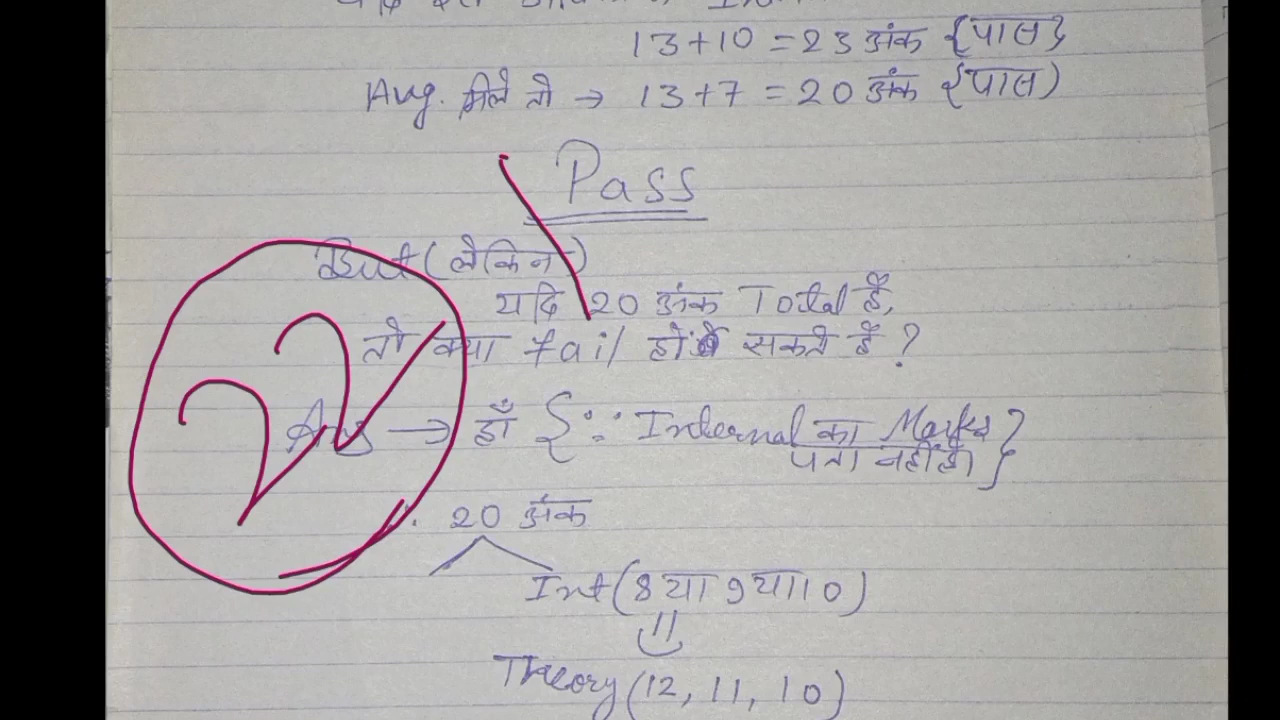 13+10 = 23 अंक {पास}
Avg. मिले तो → 13+7 = 20 अंक {पास)
Pass
But (लेकिन)
यदि 20 अंक Total हैं,
तो क्या fail हो सकते हैं ?
Ans → हाँ {∵ Internal का Marks
पता नहीं है।}
20 अंक
Int (8 या 9 या 10)
Theory (12, 11, 10)